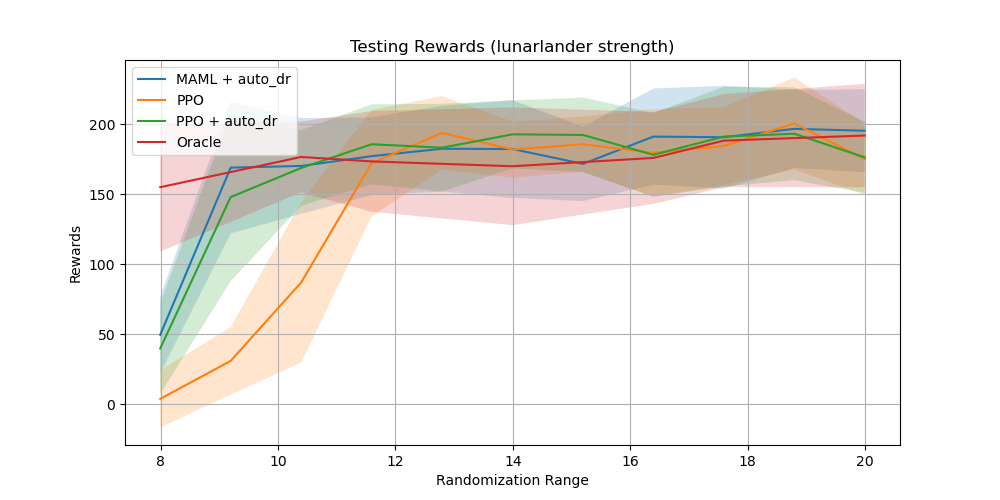 Testing Rewards (lunarlander strength)
MAML + auto_dr
PPO
PPO + auto_dr
Oracle
200
150
100
50
0
Rewards
8 10 12 14 16 18 20
Randomization Range